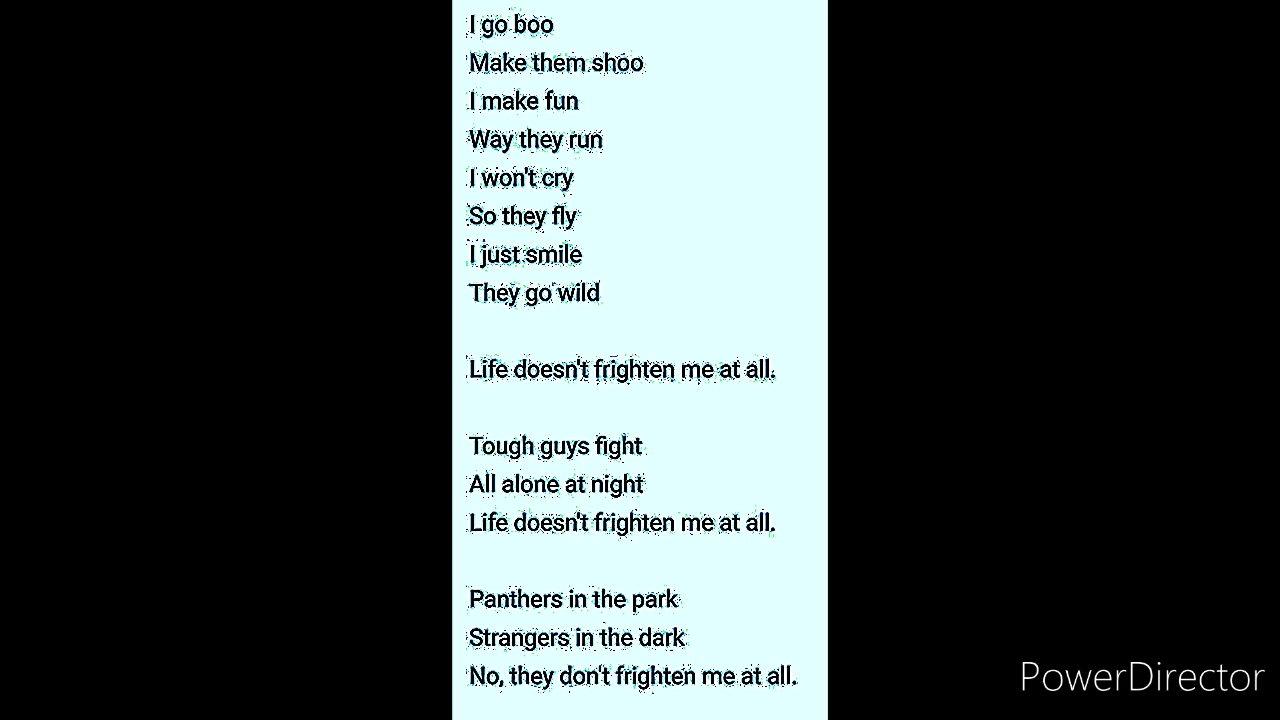 I go boo
Make them shoo
I make fun
Way they run
I won't cry
So they fly
I just smile
They go wild
Life doesn't frighten me at all.
Tough guys fight
All alone at night
Life doesn't frighten me at all.
Panthers in the park
Strangers in the dark
No, they don't frighten me at all.
PowerDirector